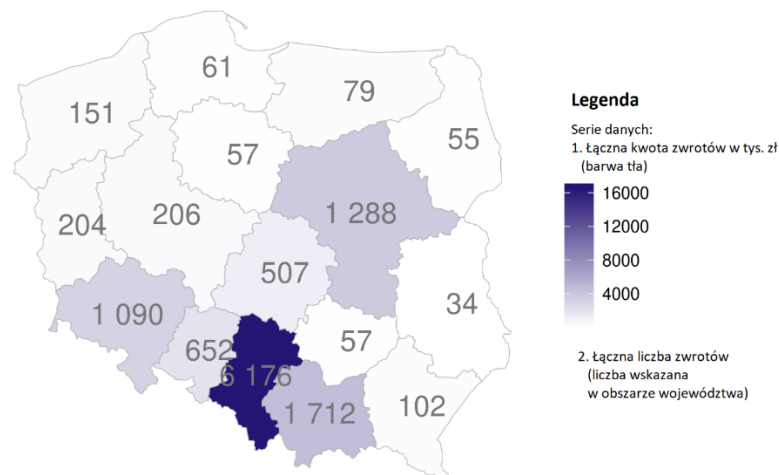 61
79
151
55
57
1 288
204
206
507
34
1 090
652
57
6 176
1 712
102
Legenda
Serie danych:
1. Łączna kwota zwrotów w tys. zł
(barwa tła)
16000
12000
8000
4000
2. Łączna liczba zwrotów
(liczba wskazana
w obszarze województwa)